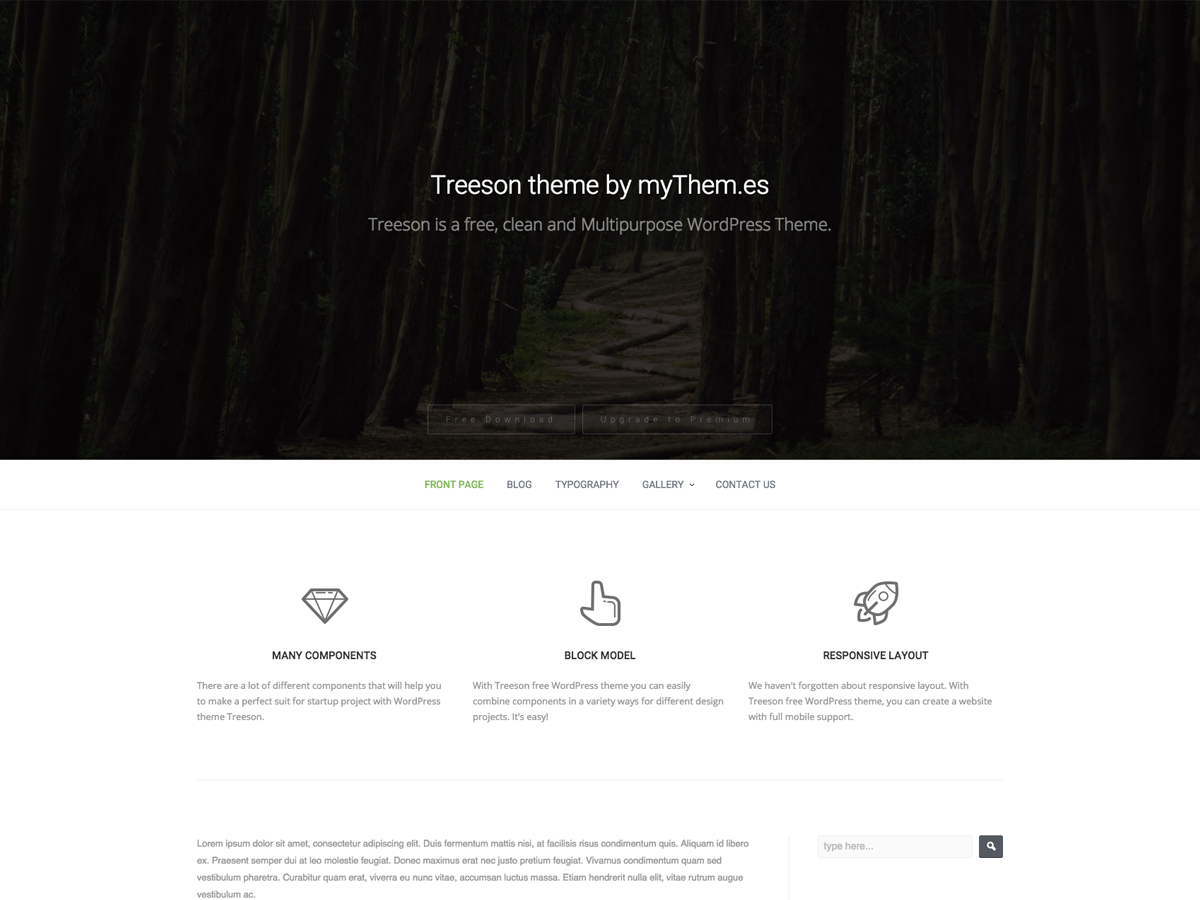 Treeson theme by myThem.es
Treeson is a free, clean and Multipurpose WordPress Theme.
Free Download
Upgrade to Premium
FRONT PAGE
BLOG
TYPOGRAPHY
GALLERY
CONTACT US
MANY COMPONENTS
There are a lot of different components that will help you
to make a perfect suit for startup project with WordPress
theme Treeson.
BLOCK MODEL
With Treeson free WordPress theme you can easily
combine components in a variety ways for different design
projects. It's easy!
RESPONSIVE LAYOUT
We haven't forgotten about responsive layout. With
Treeson free WordPress theme, you can create a website
with full mobile support.
Lorem ipsum dolor sit amet, consectetur adipiscing elit. Duis fermentum mattis nisi, at facilisis risus condimentum quis. Aliquam id libero
ex. Praesent semper dui at leo molestie feugiat. Donec maximus erat nec justo pretium feugiat. Vivamus condimentum quam sed
vestibulum pharetra. Curabitur quam erat, viverra eu nunc vitae, accumsan luctus massa. Etiam hendrerit nulla elit, vitae rutrum augue
vestibulum ac.
type here...